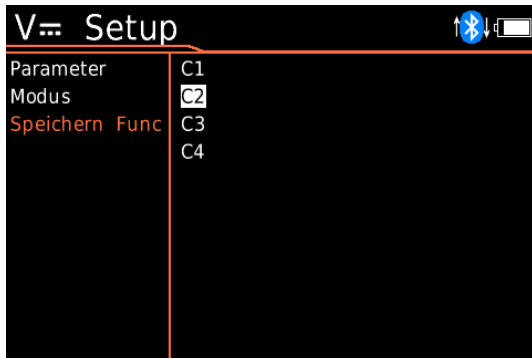 V⎓ Setup
Parameter
Modus
Speichern Func
C1
C2
C3
C4